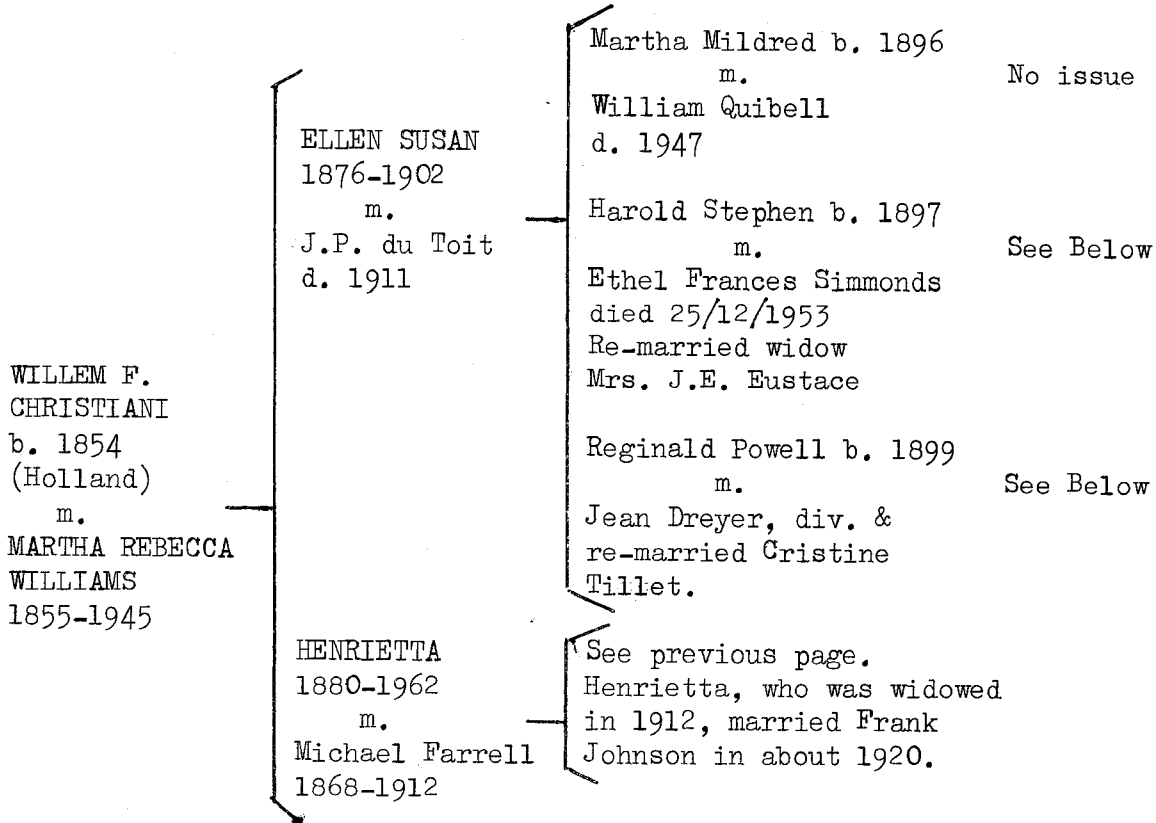 WILLEM F.
CHRISTIANI
b. 1854
(Holland)
m.
MARTHA REBECCA
WILLIAMS
1855-1945
ELLEN SUSAN
1876-1902
m.
J.P. du Toit
d. 1911
Martha Mildred b. 1896
m.
William Quibell
d. 1947
No issue
Harold Stephen b. 1897
m.
Ethel Frances Simmonds
died 25/12/1953
Re-married widow
Mrs. J.E. Eustace
See Below
Reginald Powell b. 1899
m.
Jean Dreyer, div. &
re-married Cristine
Tillet.
See Below
HENRIETTA
1880-1962
m.
Michael Farrell
1868-1912
See previous page.
Henrietta, who was widowed
in 1912, married Frank
Johnson in about 1920.